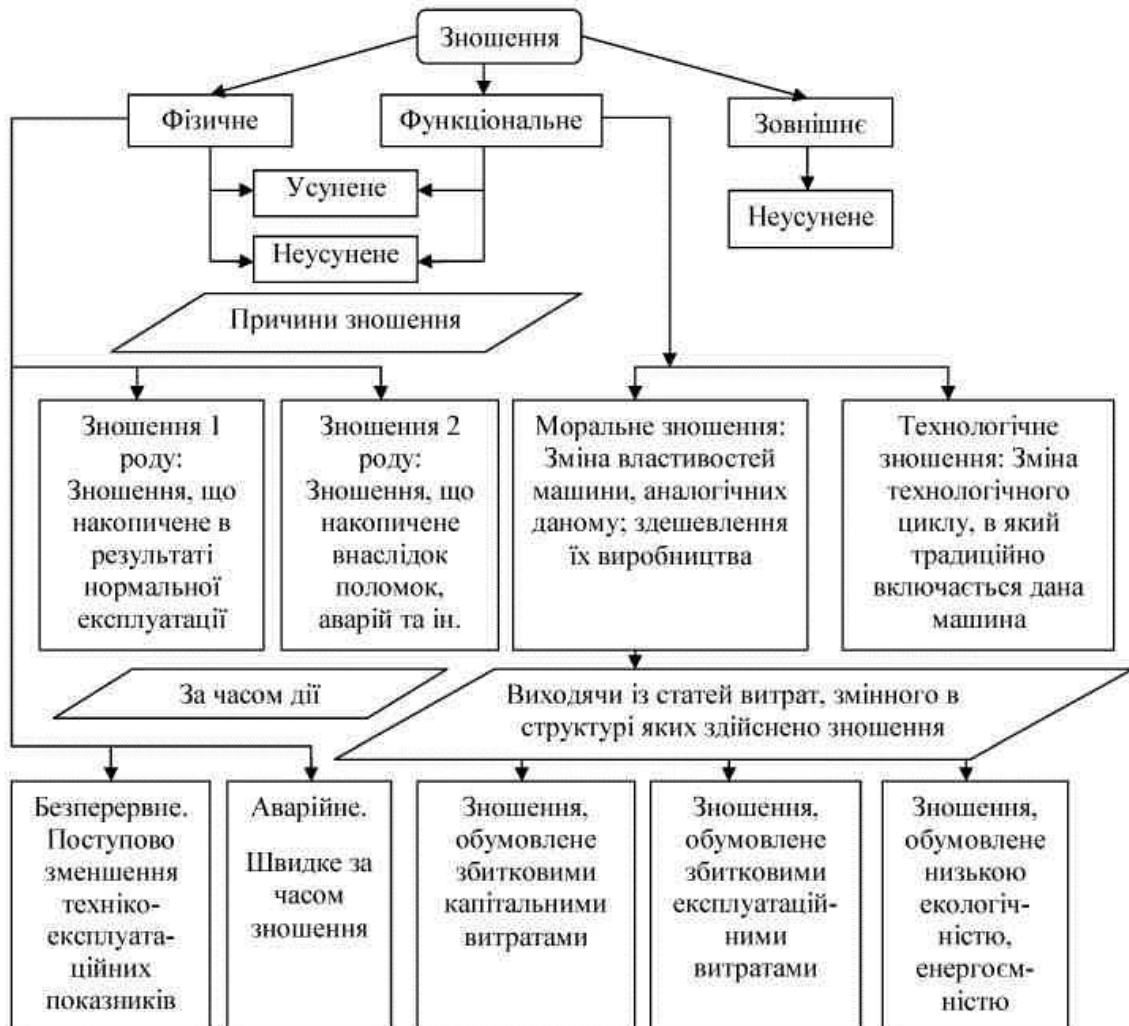 Зношення
Фізичне
Функціональне
Зовнішнє
Усунене
Неусунене
Неусунене
Причини зношення
Зношення 1
роду:
Зношення, що
накопичене в
результаті
нормальної
експлуатації
Зношення 2
роду:
Зношення, що
накопичене
внаслідок
поломок,
аварій та ін.
Моральне зношення:
Зміна властивостей
машини, аналогічних
даному; здешевлення
їх виробництва
Технологічне
зношення: Зміна
технологічного
циклу, в який
традиційно
включається дана
машина
За часом дії
Виходячи із статей витрат, змінного в
структурі яких здійснено зношення
Безперервне.
Поступово
зменшення
техніко-
експлуата-
ційних
показників
Аварійне.
Швидке за
часом
зношення
Зношення,
обумовлене
збитковими
капітальними
витратами
Зношення,
обумовлене
збитковими
експлуатацій-
ними
витратами
Зношення,
обумовлене
низькою
екологіч-
ністю,
енергоєм-
ністю